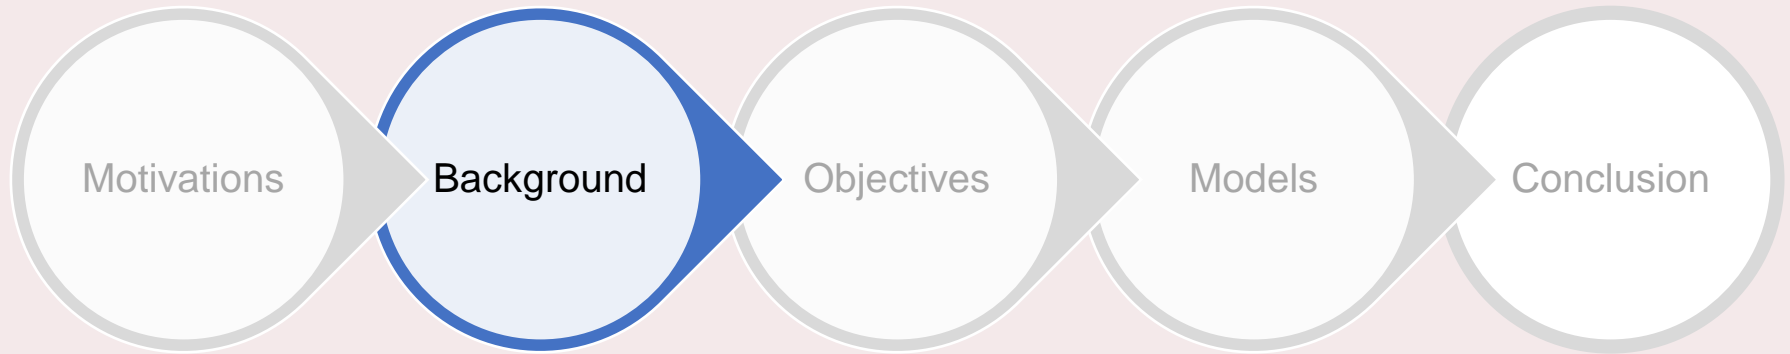 Motivations
Background
Objectives
Models
Conclusion